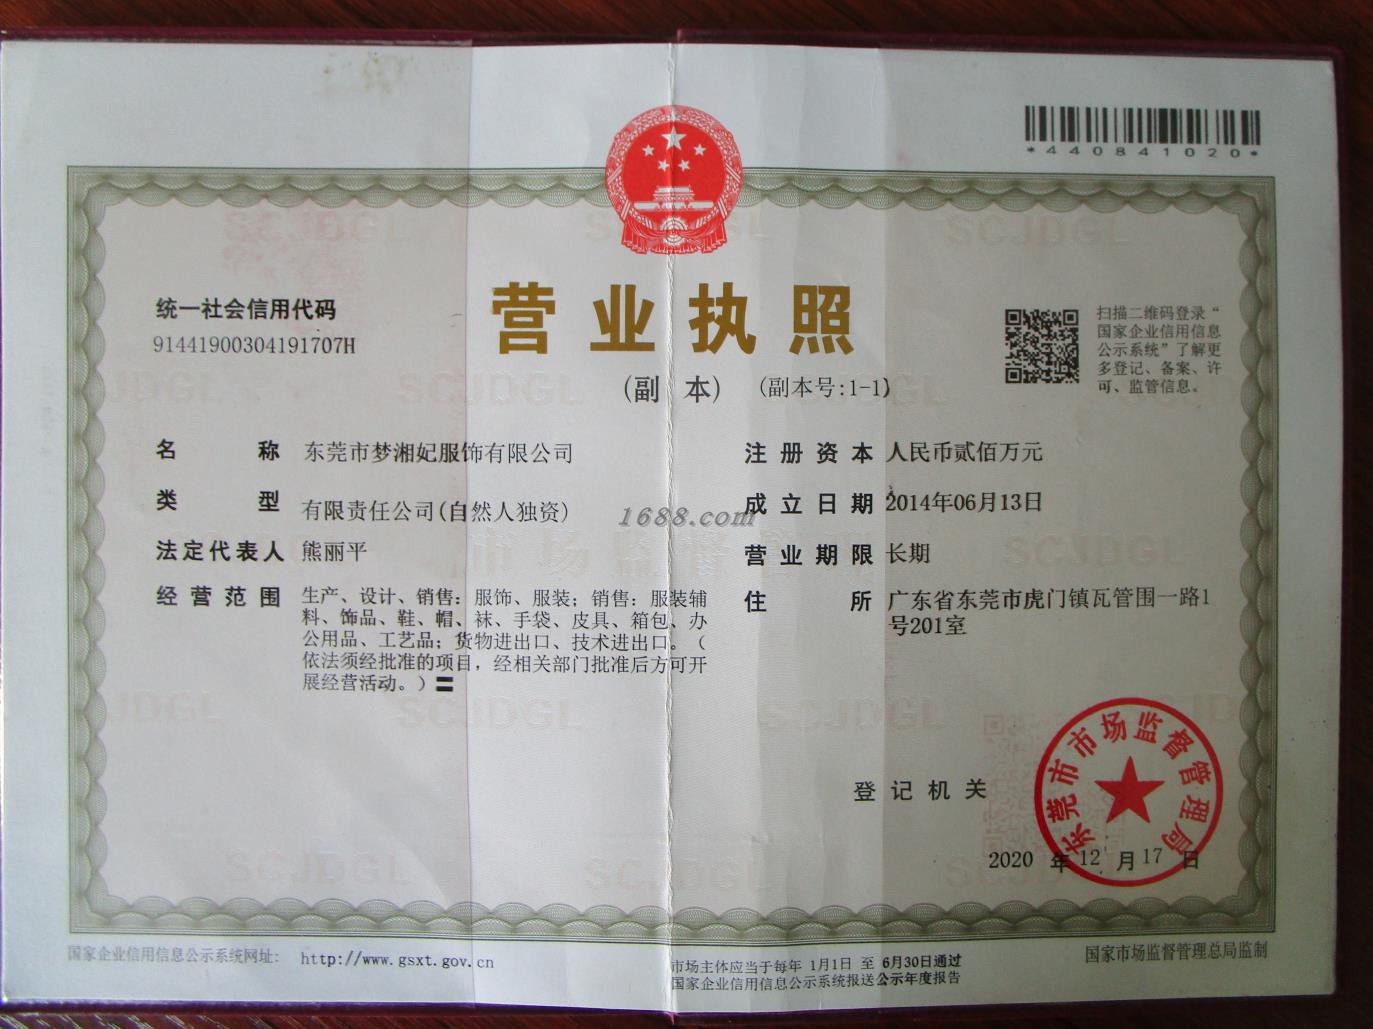 *440841020*
统一社会信用代码
91441900304191707H
营业执照
(副 本) (副本号:1-1)
扫描二维码登录“
国家企业信用信息
公示系统”了解更
多登记、备案、许
可、监管信息。
名 称 东莞市梦湘妃服饰有限公司
类 型 有限责任公司(自然人独资)
法定代表人 熊丽平
经营范围 生产、设计、销售：服饰、服装；销售：服装辅
料、饰品、鞋、帽、袜、手袋、皮具、箱包、办
公用品、工艺品；货物进出口、技术进出口。（
依法须经批准的项目，经相关部门批准后方可开
展经营活动。）
注册资本 人民币贰佰万元
成立日期 2014年06月13日
营业期限 长期
住 所 广东省东莞市虎门镇瓦管围一路1
号201室
1688.com
登记机关
东莞市市场监督管理局
2020 年 12 月 17 日
国家企业信用信息公示系统网址： http://www.gsxt.gov.cn
市场主体应当于每年 1月1日 至 6月30日通过
国家企业信用信息公示系统报送公示年度报告
国家市场监督管理总局监制
SCJDGL
市场监督管理